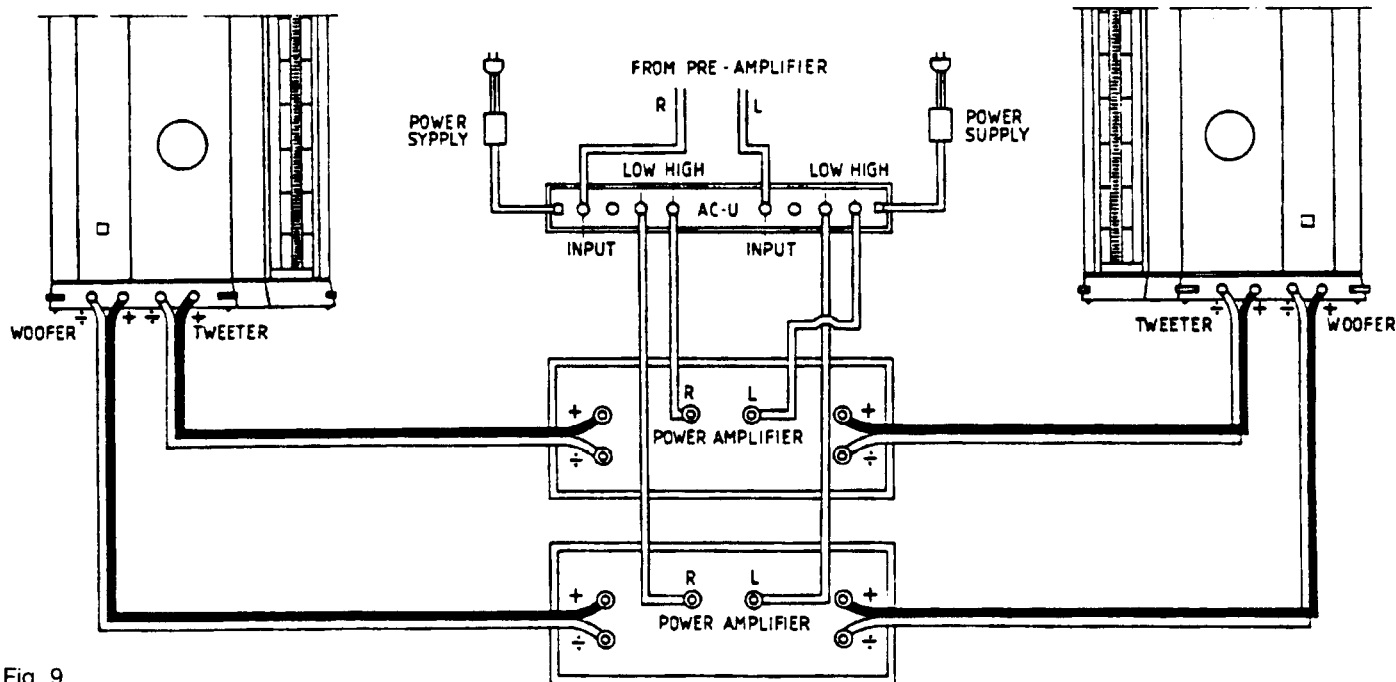 FROM PRE-AMPLIFIER
R L
POWER
SYPPLY
POWER
SUPPLY
LOW HIGH LOW HIGH
AC-U
INPUT INPUT
WOOFER ÷ + ÷ + TWEETER
TWEETER ÷ + ÷ + WOOFER
R L
+ +
POWER AMPLIFIER
÷ ÷
R L
+ +
POWER AMPLIFIER
÷ ÷
Fig. 9